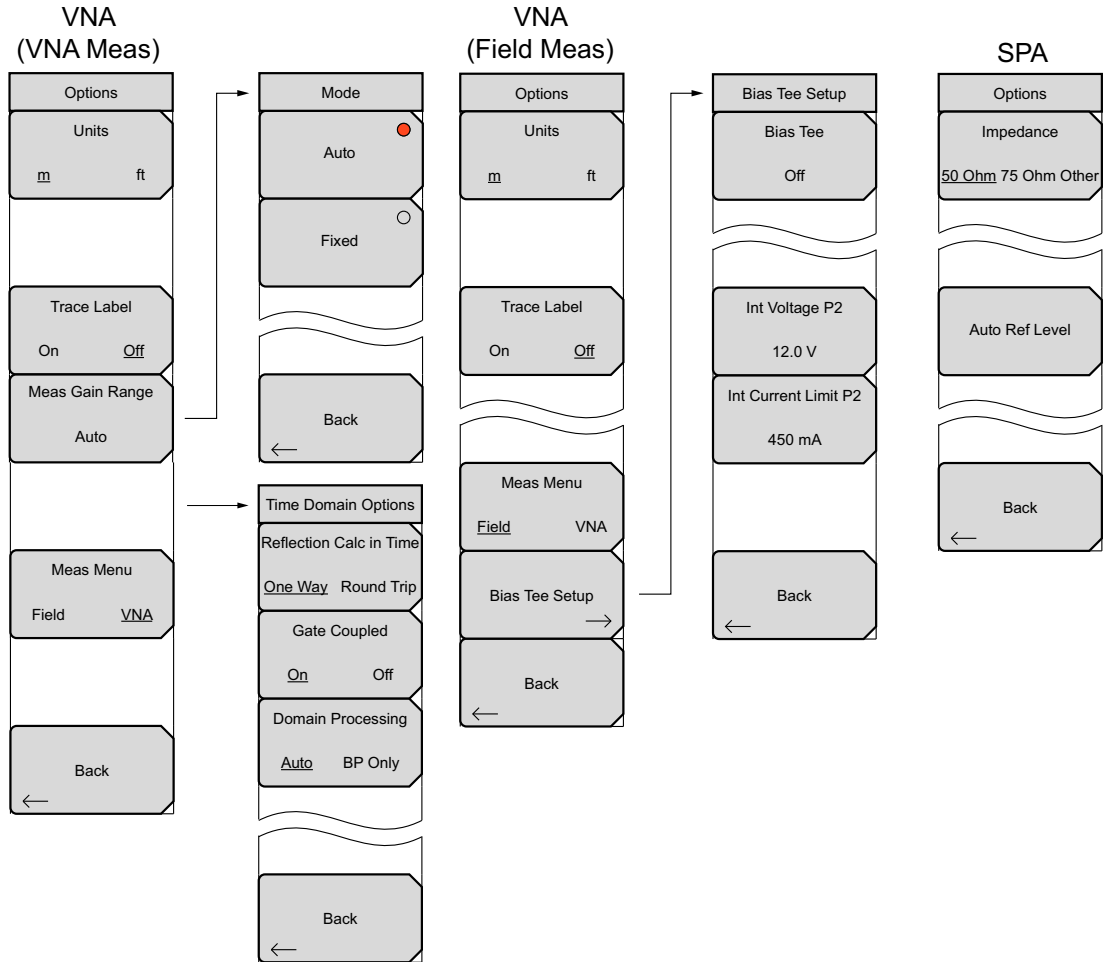 VNA
(VNA Meas)
Options
Units
m ft
Trace Label
On Off
Meas Gain Range
Auto
Meas Menu
Field VNA
Back
Mode
Auto
Fixed
Back
Time Domain Options
Reflection Calc in Time
One Way Round Trip
Gate Coupled
On Off
Domain Processing
Auto BP Only
Back
VNA
(Field Meas)
Options
Units
m ft
Trace Label
On Off
Meas Menu
Field VNA
Bias Tee Setup
Back
Bias Tee Setup
Bias Tee
Off
Int Voltage P2
12.0 V
Int Current Limit P2
450 mA
Back
SPA
Options
Impedance
50 Ohm 75 Ohm Other
Auto Ref Level
Back